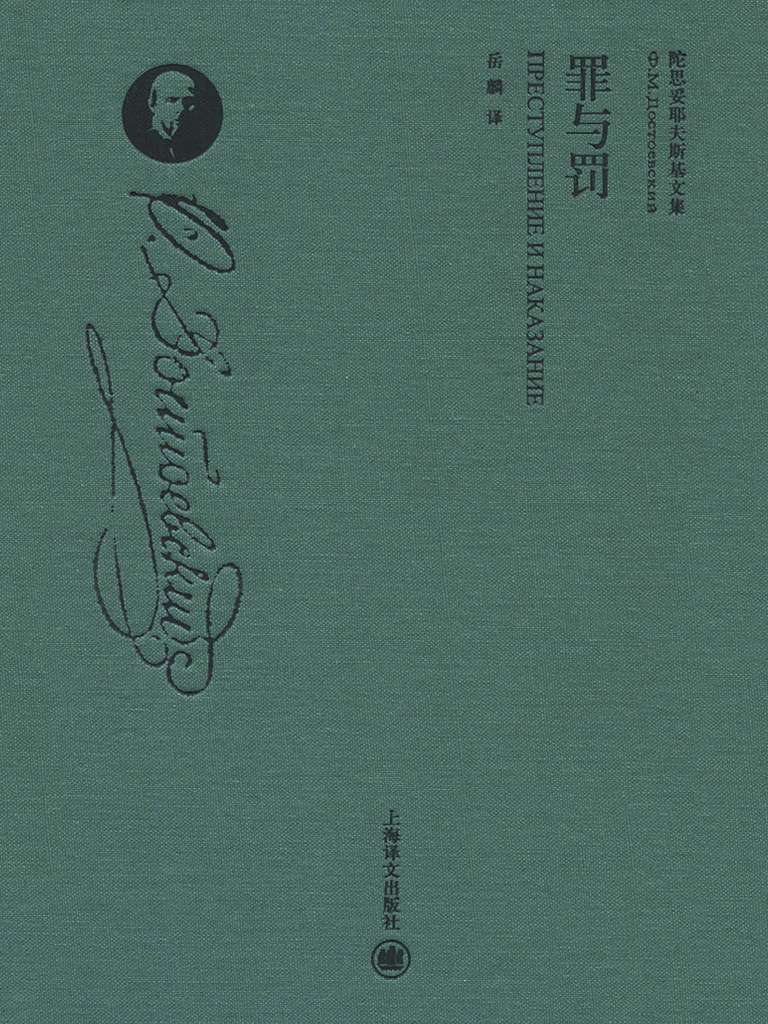 陀思妥耶夫斯基文集
Ф.М.Достоевский
罪与罚
ПРЕСТУПЛЕНИЕ И НАКАЗАНИЕ
岳麟 译
Ѳ. Достоевский
上海译文出版社